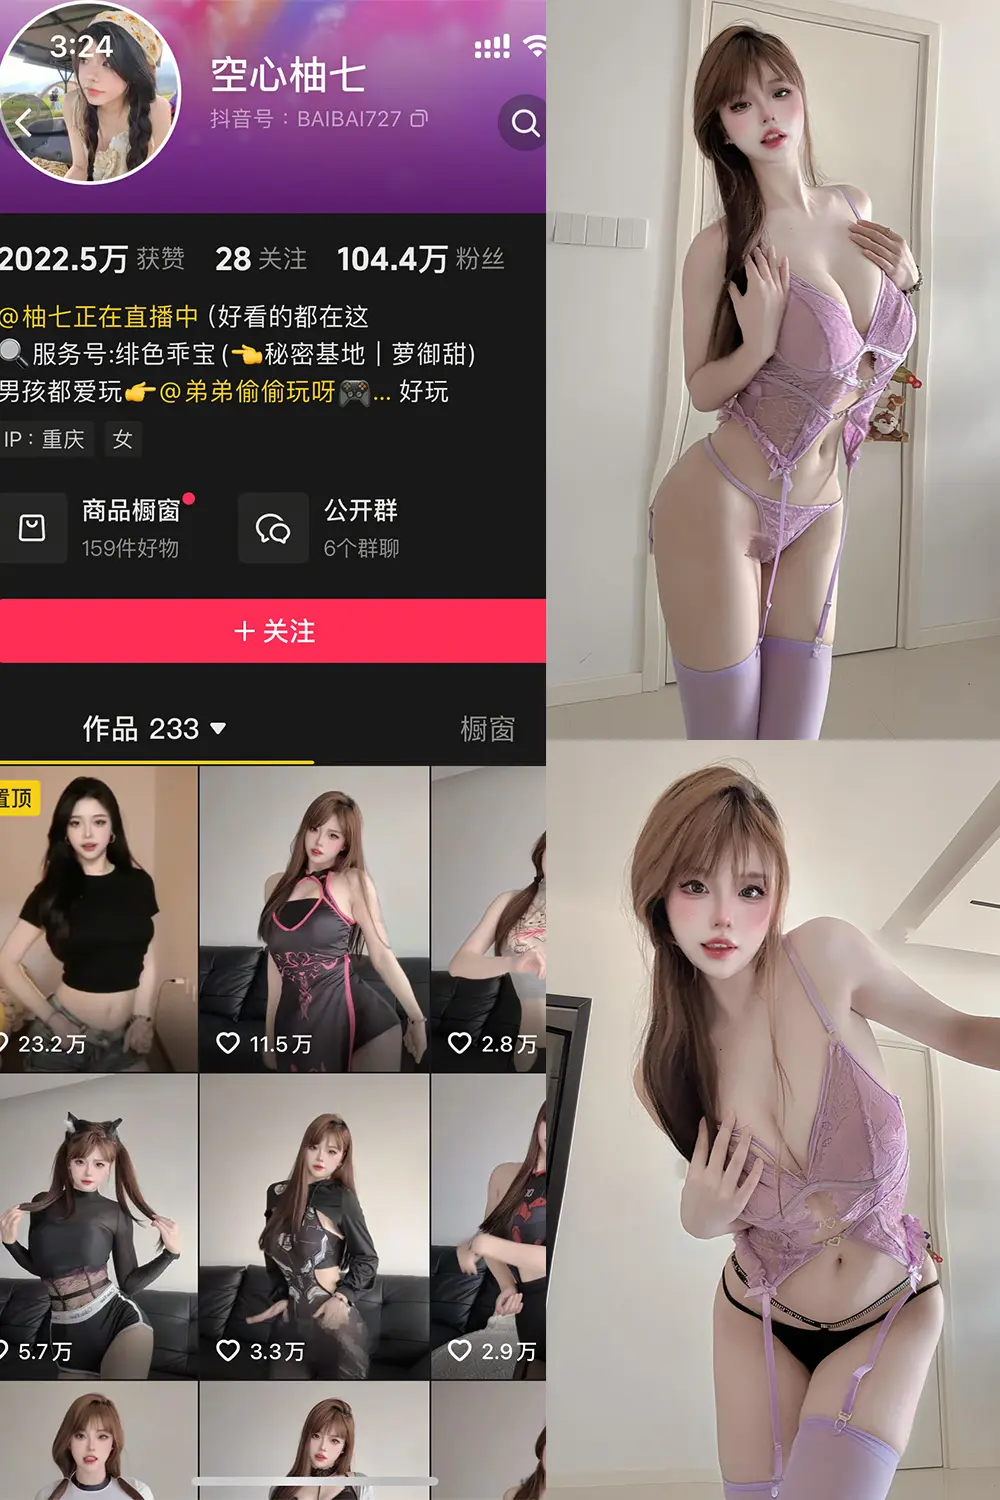 3:24
空心柚七
抖音号：BAIBAI727
2022.5万 获赞 28 关注 104.4万 粉丝
@柚七正在直播中 (好看的都在这
服务号:绯色乖宝 (👈秘密基地 | 萝御甜)
男孩都爱玩👉@弟弟偷偷玩呀🎮... 好玩
IP：重庆 女
商品橱窗 公开群
159件好物 6个群聊
+ 关注
作品 233 橱窗
置顶
23.2万 11.5万 2.8万
5.7万 3.3万 2.9万